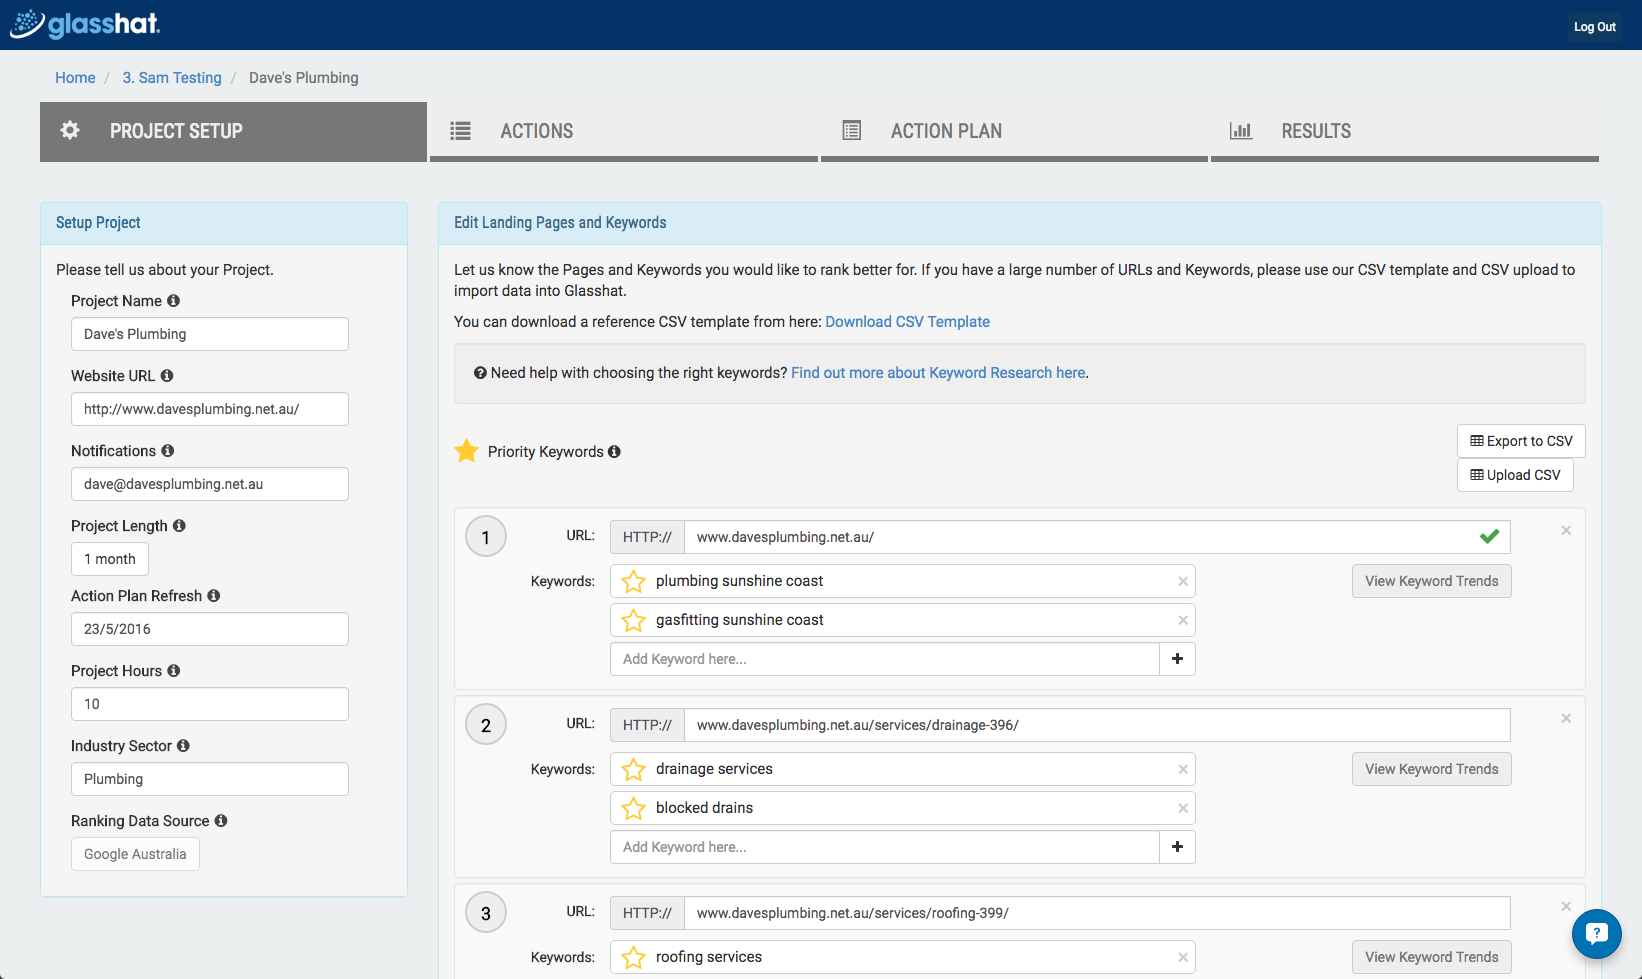 glasshat.
Log Out
Home / 3. Sam Testing / Dave's Plumbing
PROJECT SETUP
ACTIONS
ACTION PLAN
RESULTS
Setup Project
Please tell us about your Project.
Project Name
Dave's Plumbing
Website URL
http://www.davesplumbing.net.au/
Notifications
dave@davesplumbing.net.au
Project Length
1 month
Action Plan Refresh
23/5/2016
Project Hours
10
Industry Sector
Plumbing
Ranking Data Source
Google Australia
Edit Landing Pages and Keywords
Let us know the Pages and Keywords you would like to rank better for. If you have a large number of URLs and Keywords, please use our CSV template and CSV upload to
import data into Glasshat.
You can download a reference CSV template from here: Download CSV Template
Need help with choosing the right keywords? Find out more about Keyword Research here.
Priority Keywords
Export to CSV
Upload CSV
1
URL: HTTP:// www.davesplumbing.net.au/
Keywords: plumbing sunshine coast
View Keyword Trends
gasfitting sunshine coast
Add Keyword here...
2
URL: HTTP:// www.davesplumbing.net.au/services/drainage-396/
Keywords: drainage services
View Keyword Trends
blocked drains
Add Keyword here...
3
URL: HTTP:// www.davesplumbing.net.au/services/roofing-399/
Keywords: roofing services
View Keyword Trends